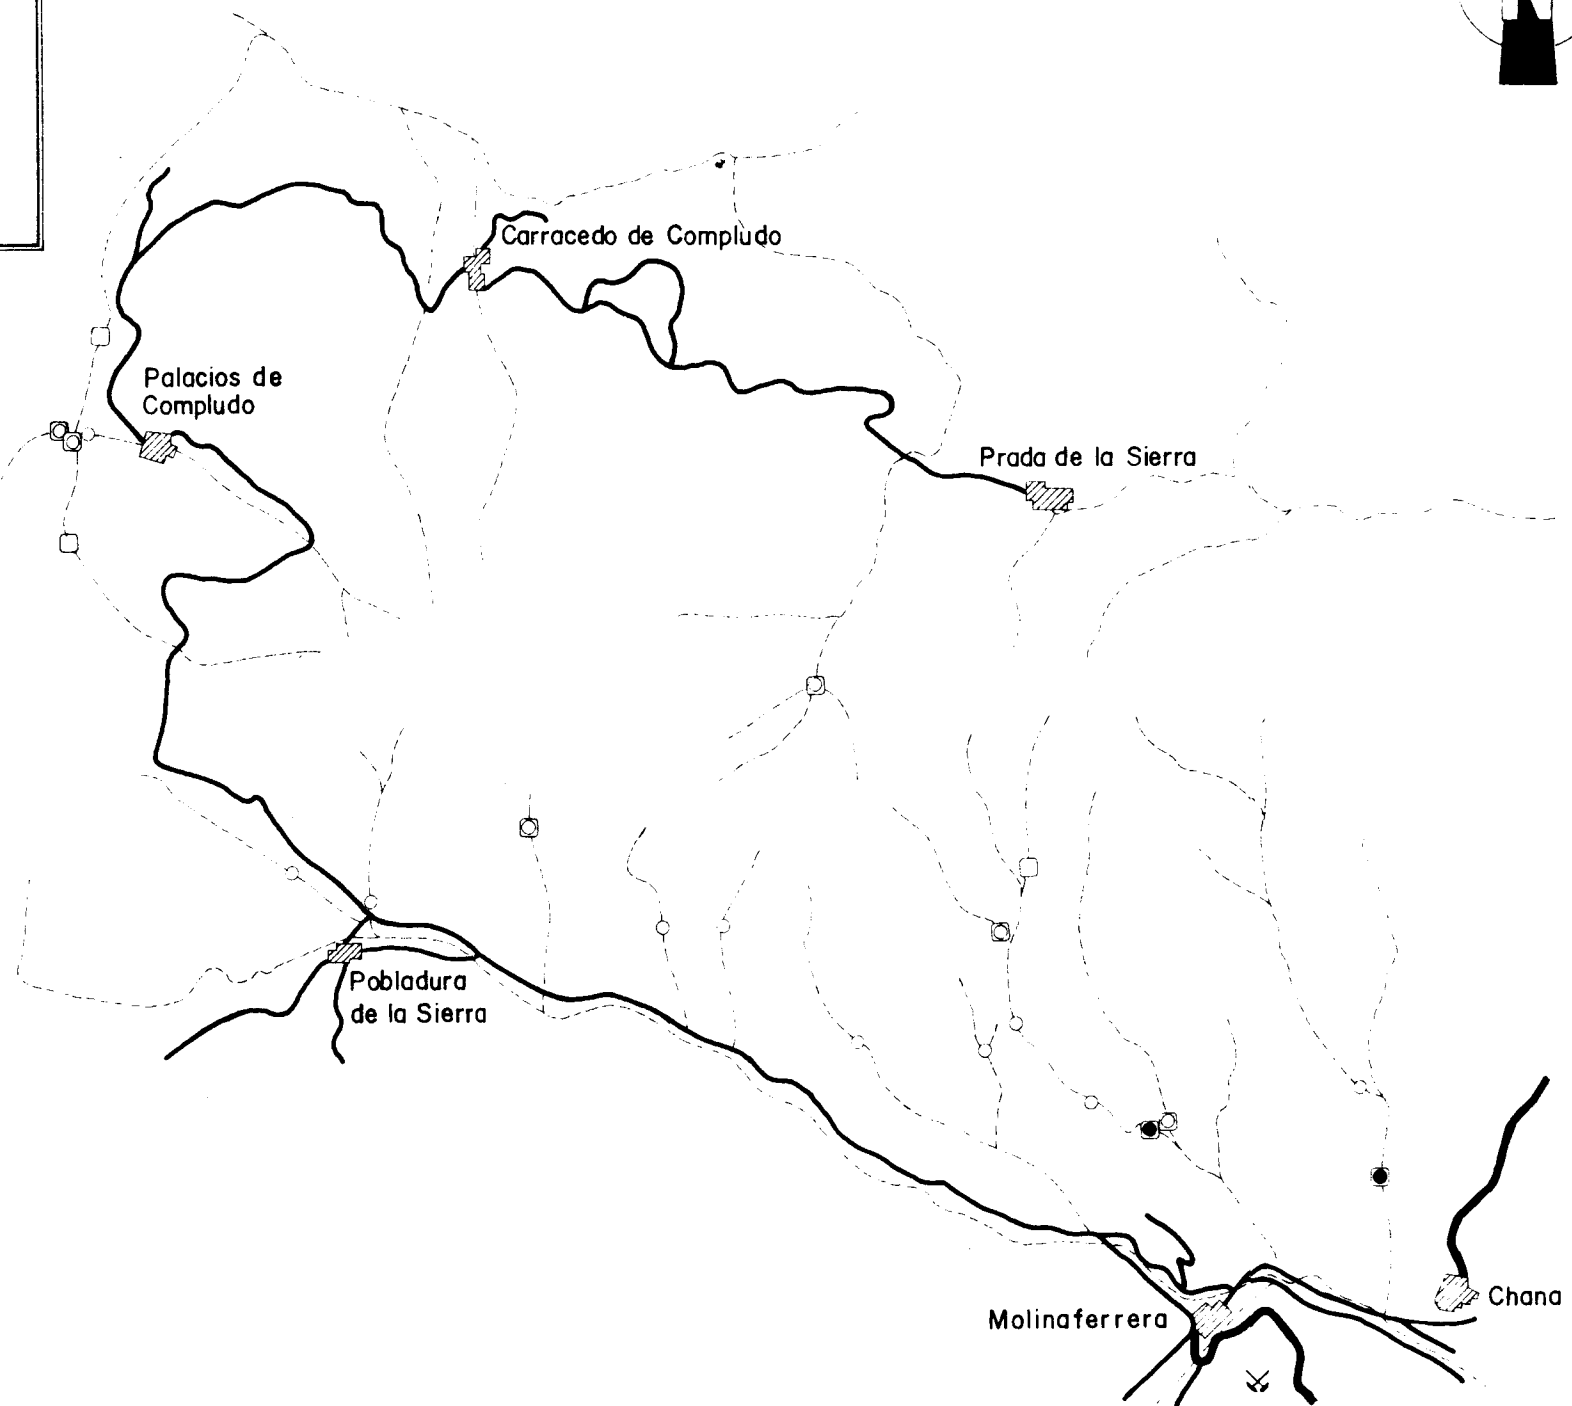 Carracedo de Compludo
Palacios de
Compludo
Prada de la Sierra
Pobladura
de la Sierra
Molinaferrera
Chana